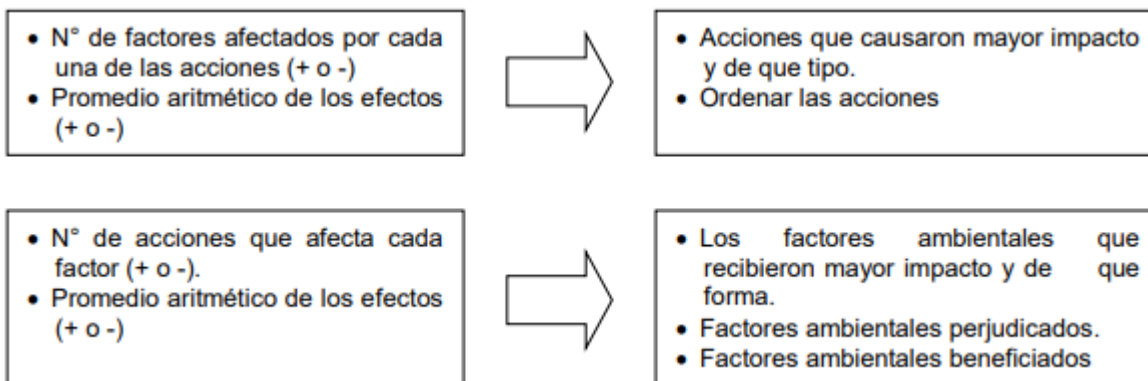 • N° de factores afectados por cada
una de las acciones (+ o -)
• Promedio aritmético de los efectos
(+ o -)
• Acciones que causaron mayor impacto
y de que tipo.
• Ordenar las acciones
• N° de acciones que afecta cada
factor (+ o -).
• Promedio aritmético de los efectos
(+ o -)
• Los factores ambientales que
recibieron mayor impacto y de que
forma.
• Factores ambientales perjudicados.
• Factores ambientales beneficiados